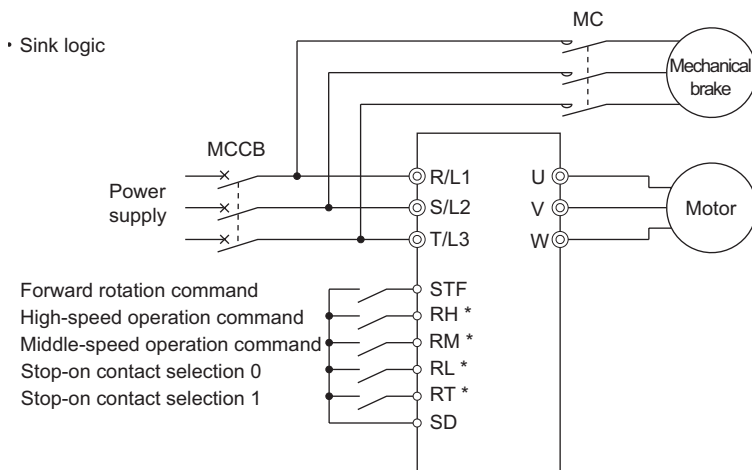 • Sink logic
MC
Mechanical
brake
MCCB
Power
supply
R/L1
S/L2
T/L3
U
V
W
Motor
Forward rotation command
STF
High-speed operation command
RH *
Middle-speed operation command
RM *
Stop-on contact selection 0
RL *
Stop-on contact selection 1
RT *
SD